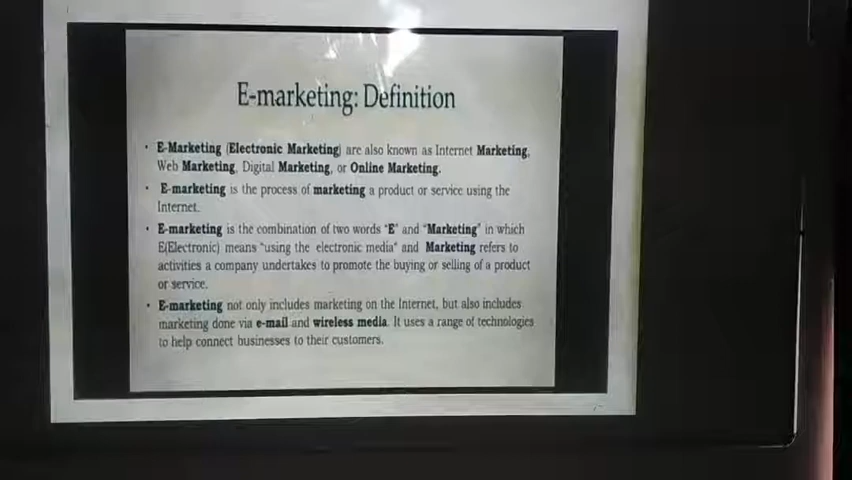 E-marketing: Definition
• E-Marketing (Electronic Marketing) are also known as Internet Marketing,
Web Marketing, Digital Marketing, or Online Marketing.
• E-marketing is the process of marketing a product or service using the
Internet.
• E-marketing is the combination of two words "E" and "Marketing" in which
E(Electronic) means "using the electronic media" and Marketing refers to
activities a company undertakes to promote the buying or selling of a product
or service.
• E-marketing not only includes marketing on the Internet, but also includes
marketing done via e-mail and wireless media. It uses a range of technologies
to help connect businesses to their customers.